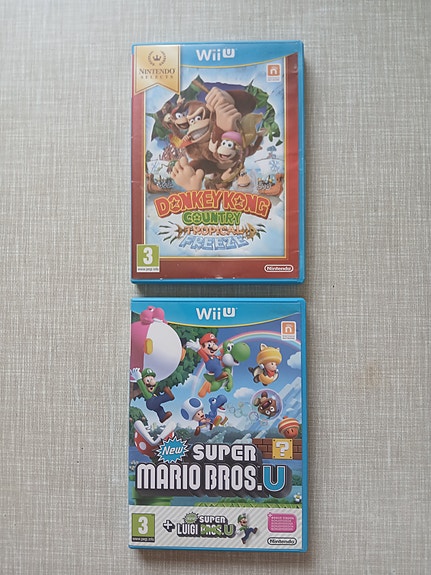 Wii U
NINTENDO
SELECTS
DONKEY KONG
COUNTRY
TROPICAL
FREEZE
3
www.pegi.info
Nintendo
Wii U
New
SUPER
MARIO BROS.U
3
www.pegi.info
+
New
SUPER
LUIGI BROS.U
Nintendo